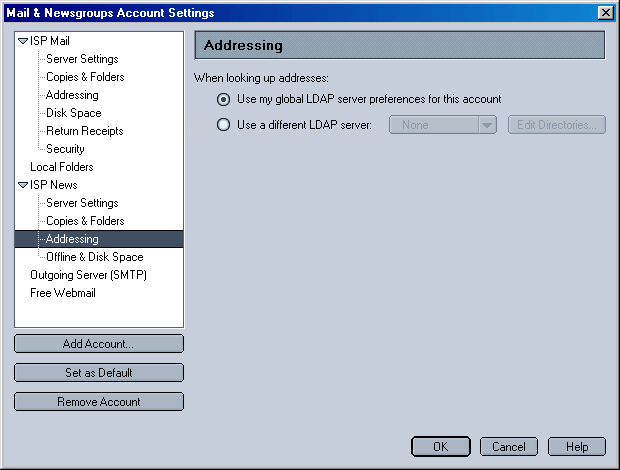 Mail & Newsgroups Account Settings
ISP Mail
Server Settings
Copies & Folders
Addressing
Disk Space
Return Receipts
Security
Local Folders
ISP News
Server Settings
Copies & Folders
Addressing
Offline & Disk Space
Outgoing Server (SMTP)
Free Webmail
Add Account...
Set as Default
Remove Account
Addressing
When looking up addresses:
Use my global LDAP server preferences for this account
Use a different LDAP server: None Edit Directories...
OK Cancel Help